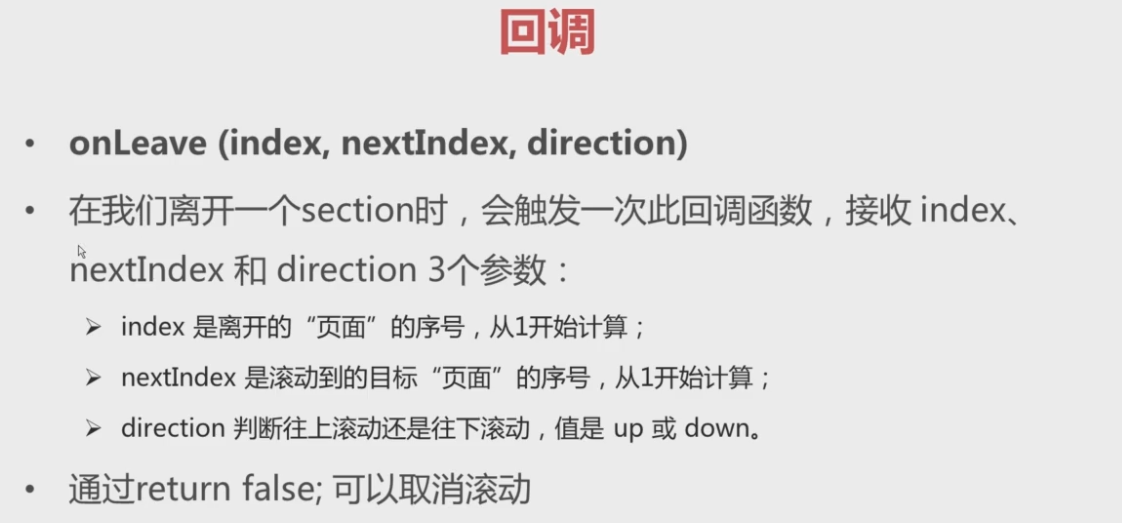 回调
• onLeave (index, nextIndex, direction)
• 在我们离开一个section时，会触发一次此回调函数，接收 index、
nextIndex 和 direction 3个参数：
➢ index 是离开的“页面”的序号，从1开始计算；
➢ nextIndex 是滚动到的目标“页面”的序号，从1开始计算；
➢ direction 判断往上滚动还是往下滚动，值是 up 或 down。
• 通过return false; 可以取消滚动